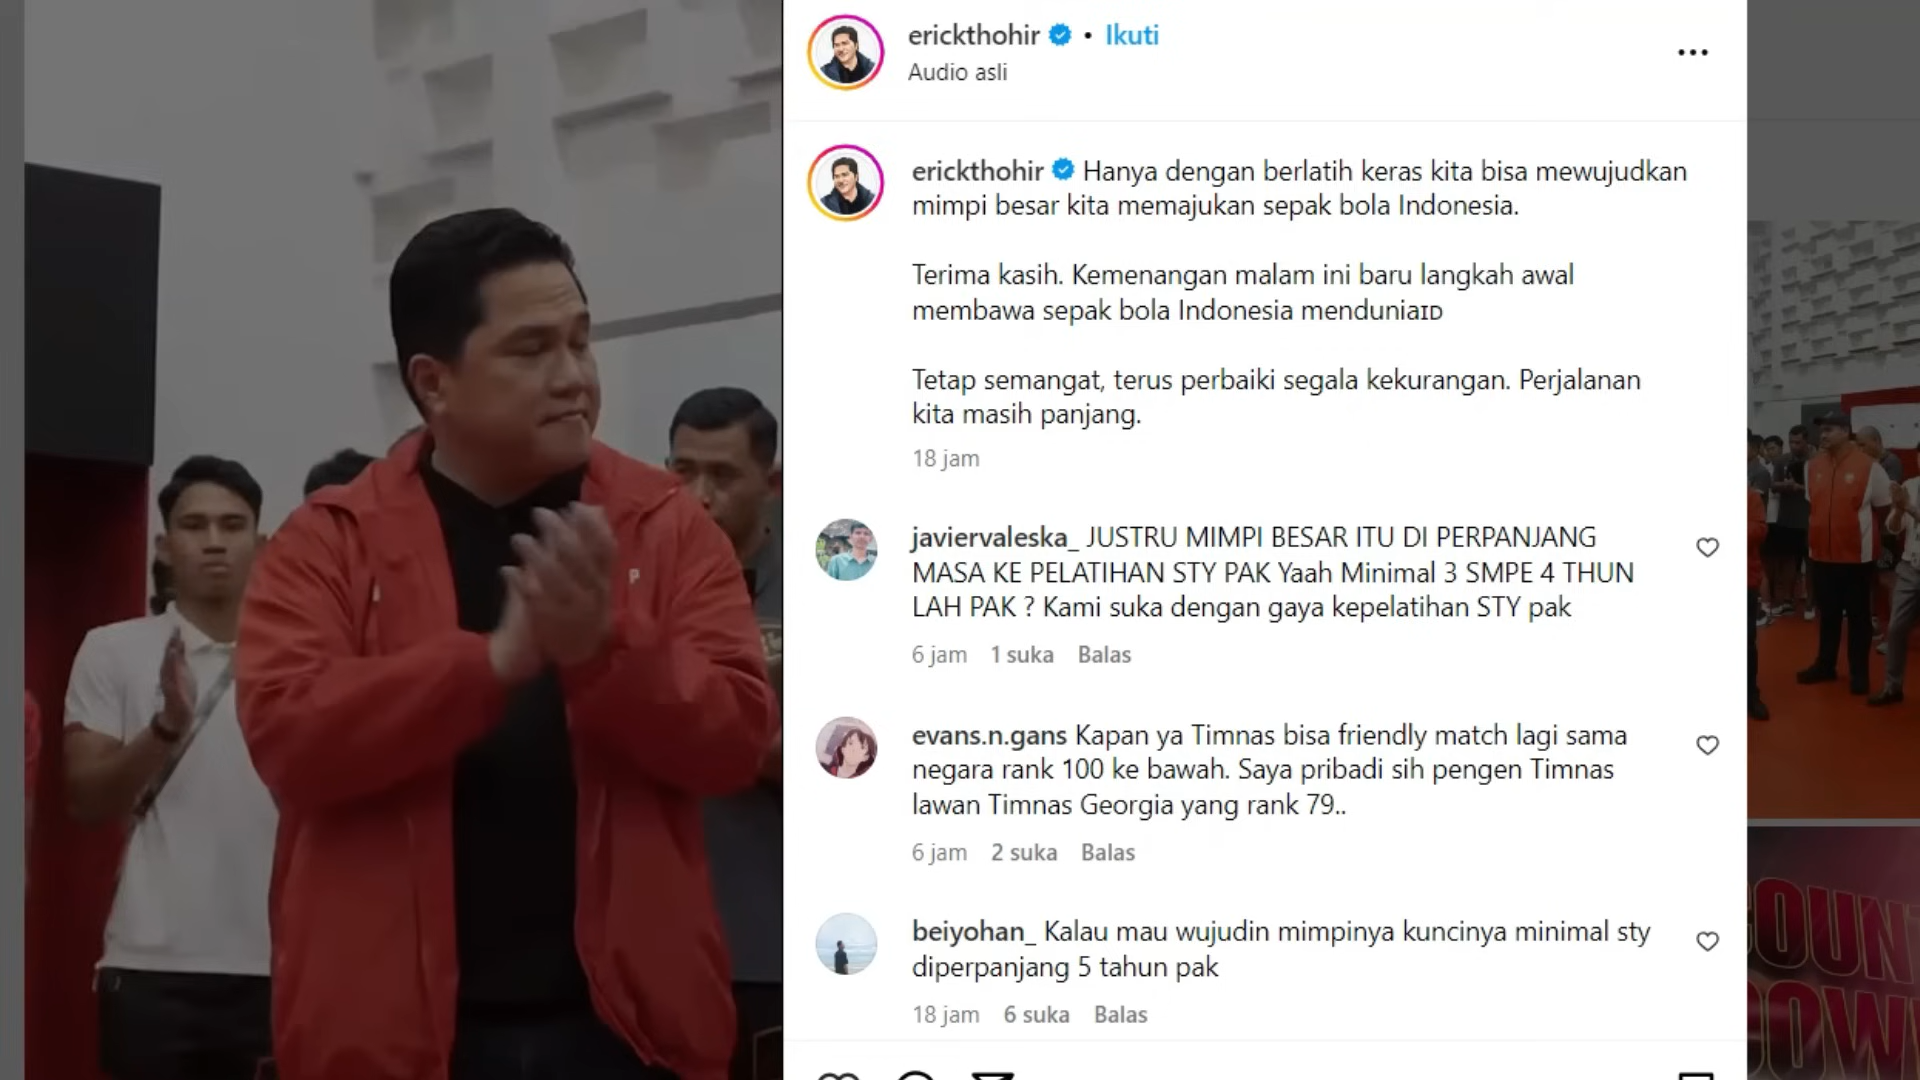 erickthohir • Ikuti
Audio asli
erickthohir Hanya dengan berlatih keras kita bisa mewujudkan
mimpi besar kita memajukan sepak bola Indonesia.
Terima kasih. Kemenangan malam ini baru langkah awal
membawa sepak bola Indonesia menduniaɪᴅ
Tetap semangat, terus perbaiki segala kekurangan. Perjalanan
kita masih panjang.
18 jam
javiervaleska_ JUSTRU MIMPI BESAR ITU DI PERPANJANG
MASA KE PELATIHAN STY PAK Yaah Minimal 3 SMPE 4 THUN
LAH PAK ? Kami suka dengan gaya kepelatihan STY pak
6 jam 1 suka Balas
evans.n.gans Kapan ya Timnas bisa friendly match lagi sama
negara rank 100 ke bawah. Saya pribadi sih pengen Timnas
lawan Timnas Georgia yang rank 79..
6 jam 2 suka Balas
beiyohan_ Kalau mau wujudin mimpinya kuncinya minimal sty
diperpanjang 5 tahun pak
18 jam 6 suka Balas